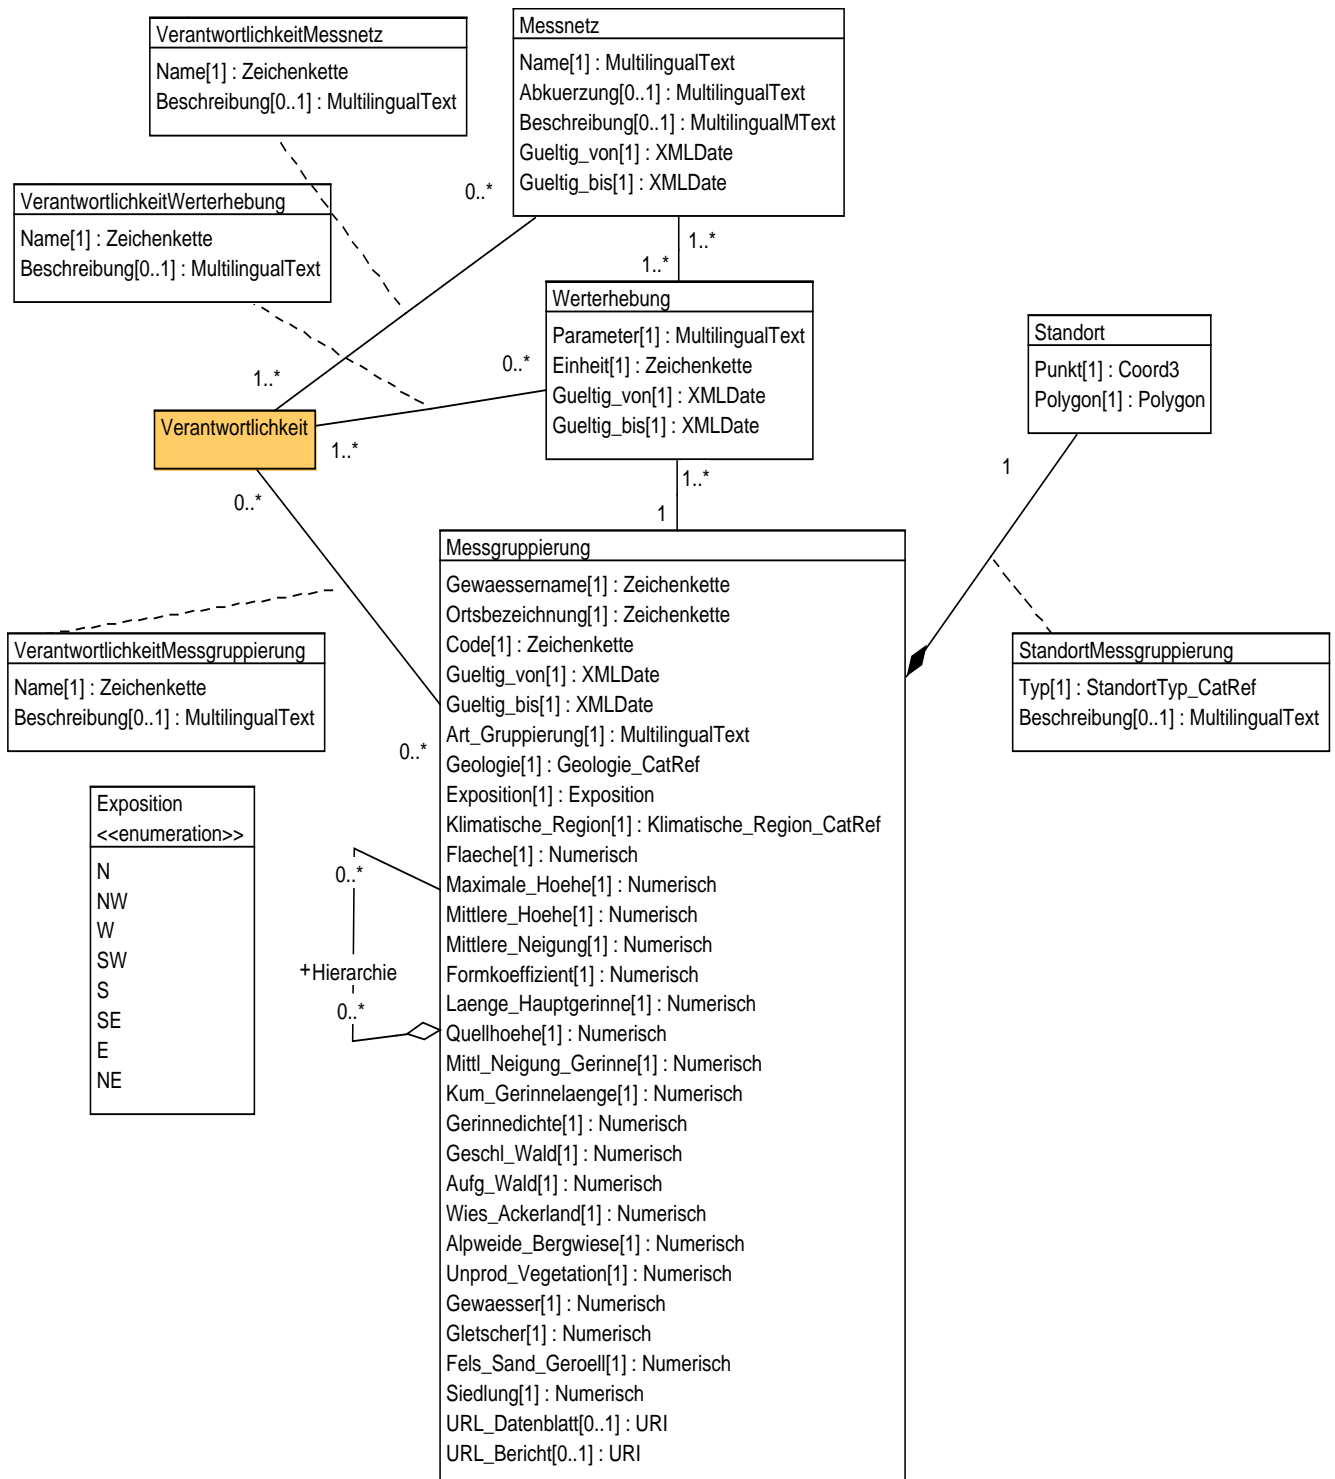 VerantwortlichkeitMessnetz
Name[1] : Zeichenkette
Beschreibung[0..1] : MultilingualText
Messnetz
Name[1] : MultilingualText
Abkuerzung[0..1] : MultilingualText
Beschreibung[0..1] : MultilingualMText
Gueltig_von[1] : XMLDate
Gueltig_bis[1] : XMLDate
VerantwortlichkeitWerterhebung
Name[1] : Zeichenkette
Beschreibung[0..1] : MultilingualText
0..*
1..*
1..*
Werterhebung
Parameter[1] : MultilingualText
Einheit[1] : Zeichenkette
Gueltig_von[1] : XMLDate
Gueltig_bis[1] : XMLDate
Standort
Punkt[1] : Coord3
Polygon[1] : Polygon
0..*
1..*
Verantwortlichkeit
1..*
0..*
1..*
1
1
Messgruppierung
Gewaessername[1] : Zeichenkette
Ortsbezeichnung[1] : Zeichenkette
Code[1] : Zeichenkette
Gueltig_von[1] : XMLDate
Gueltig_bis[1] : XMLDate
Art_Gruppierung[1] : MultilingualText
Geologie[1] : Geologie_CatRef
Exposition[1] : Exposition
Klimatische_Region[1] : Klimatische_Region_CatRef
Flaeche[1] : Numerisch
Maximale_Hoehe[1] : Numerisch
Mittlere_Hoehe[1] : Numerisch
Mittlere_Neigung[1] : Numerisch
Formkoeffizient[1] : Numerisch
Laenge_Hauptgerinne[1] : Numerisch
Quellhoehe[1] : Numerisch
Mittl_Neigung_Gerinne[1] : Numerisch
Kum_Gerinnelaenge[1] : Numerisch
Gerinnedichte[1] : Numerisch
Geschl_Wald[1] : Numerisch
Aufg_Wald[1] : Numerisch
Wies_Ackerland[1] : Numerisch
Alpweide_Bergwiese[1] : Numerisch
Unprod_Vegetation[1] : Numerisch
Gewaesser[1] : Numerisch
Gletscher[1] : Numerisch
Fels_Sand_Geroell[1] : Numerisch
Siedlung[1] : Numerisch
URL_Datenblatt[0..1] : URI
URL_Bericht[0..1] : URI
VerantwortlichkeitMessgruppierung
Name[1] : Zeichenkette
Beschreibung[0..1] : MultilingualText
StandortMessgruppierung
Typ[1] : StandortTyp_CatRef
Beschreibung[0..1] : MultilingualText
0..*
Exposition
<<enumeration>>
N
NW
W
SW
S
SE
E
NE
0..*
+Hierarchie
0..*